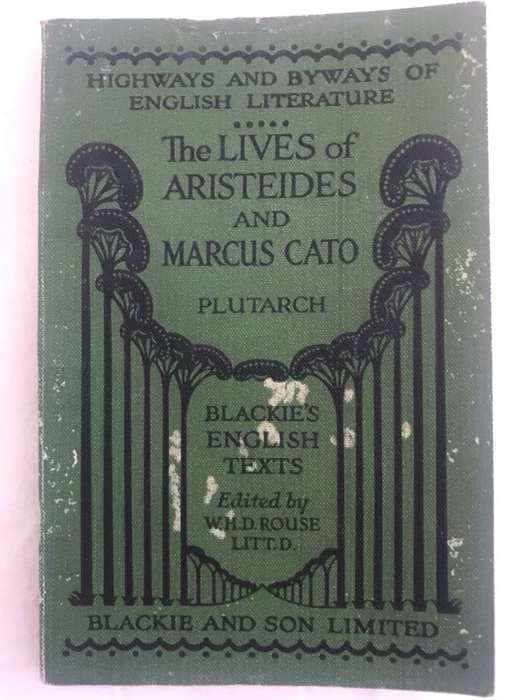 HIGHWAYS AND BYWAYS OF
ENGLISH LITERATURE
The LIVES of
ARISTEIDES
AND
MARCUS CATO
PLUTARCH
BLACKIE'S
ENGLISH
TEXTS
Edited by
W.H.D. ROUSE
LITT.D.
BLACKIE AND SON LIMITED